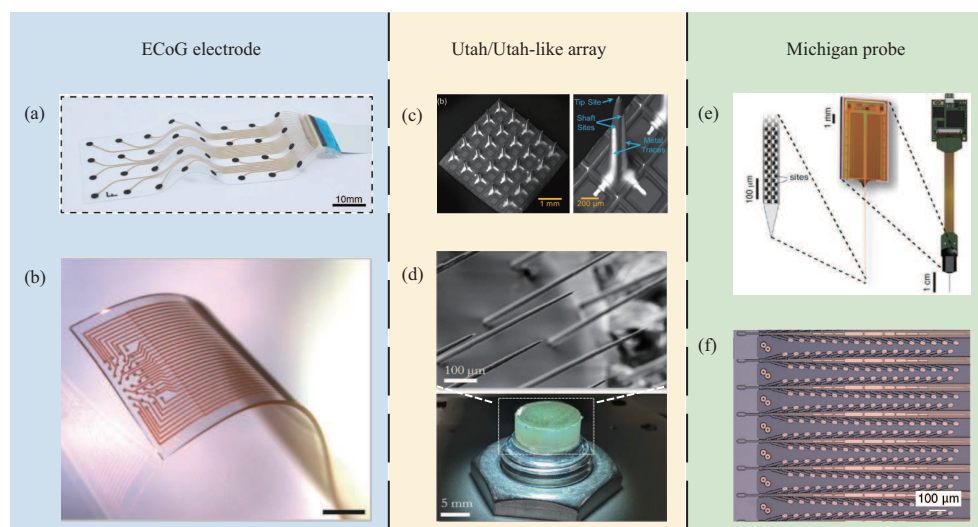 ECoG electrode
Utah/Utah-like array
Michigan probe
(a)
10mm
(b)
(c)
(b)
Tip Site
Shaft
Sites
Metal
Traces
1 mm
200 μm
(d)
100 μm
5 mm
(e)
100 μm
sites
1 mm
1 cm
(f)
100
μm